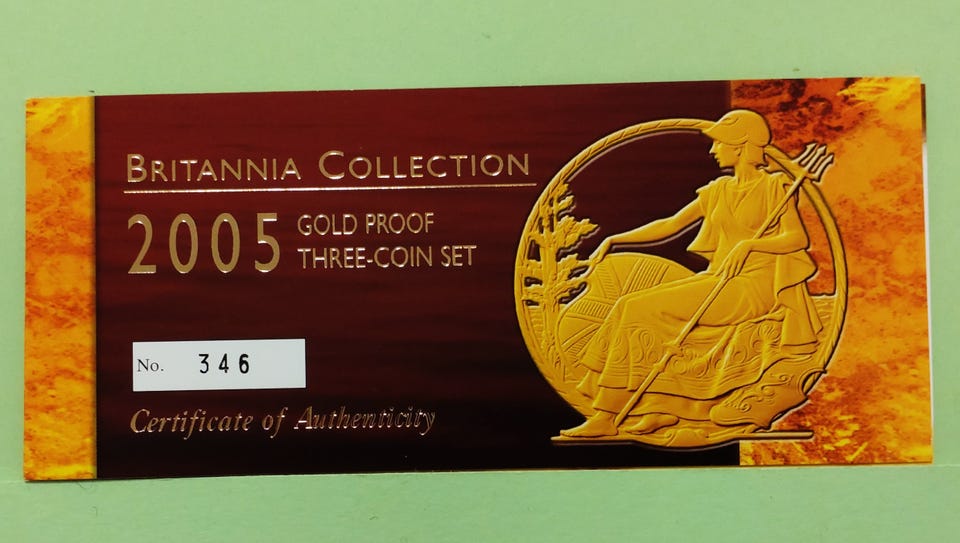 BRITANNIA COLLECTION
2005 GOLD PROOF
THREE-COIN SET
No. 346
Certificate of Authenticity